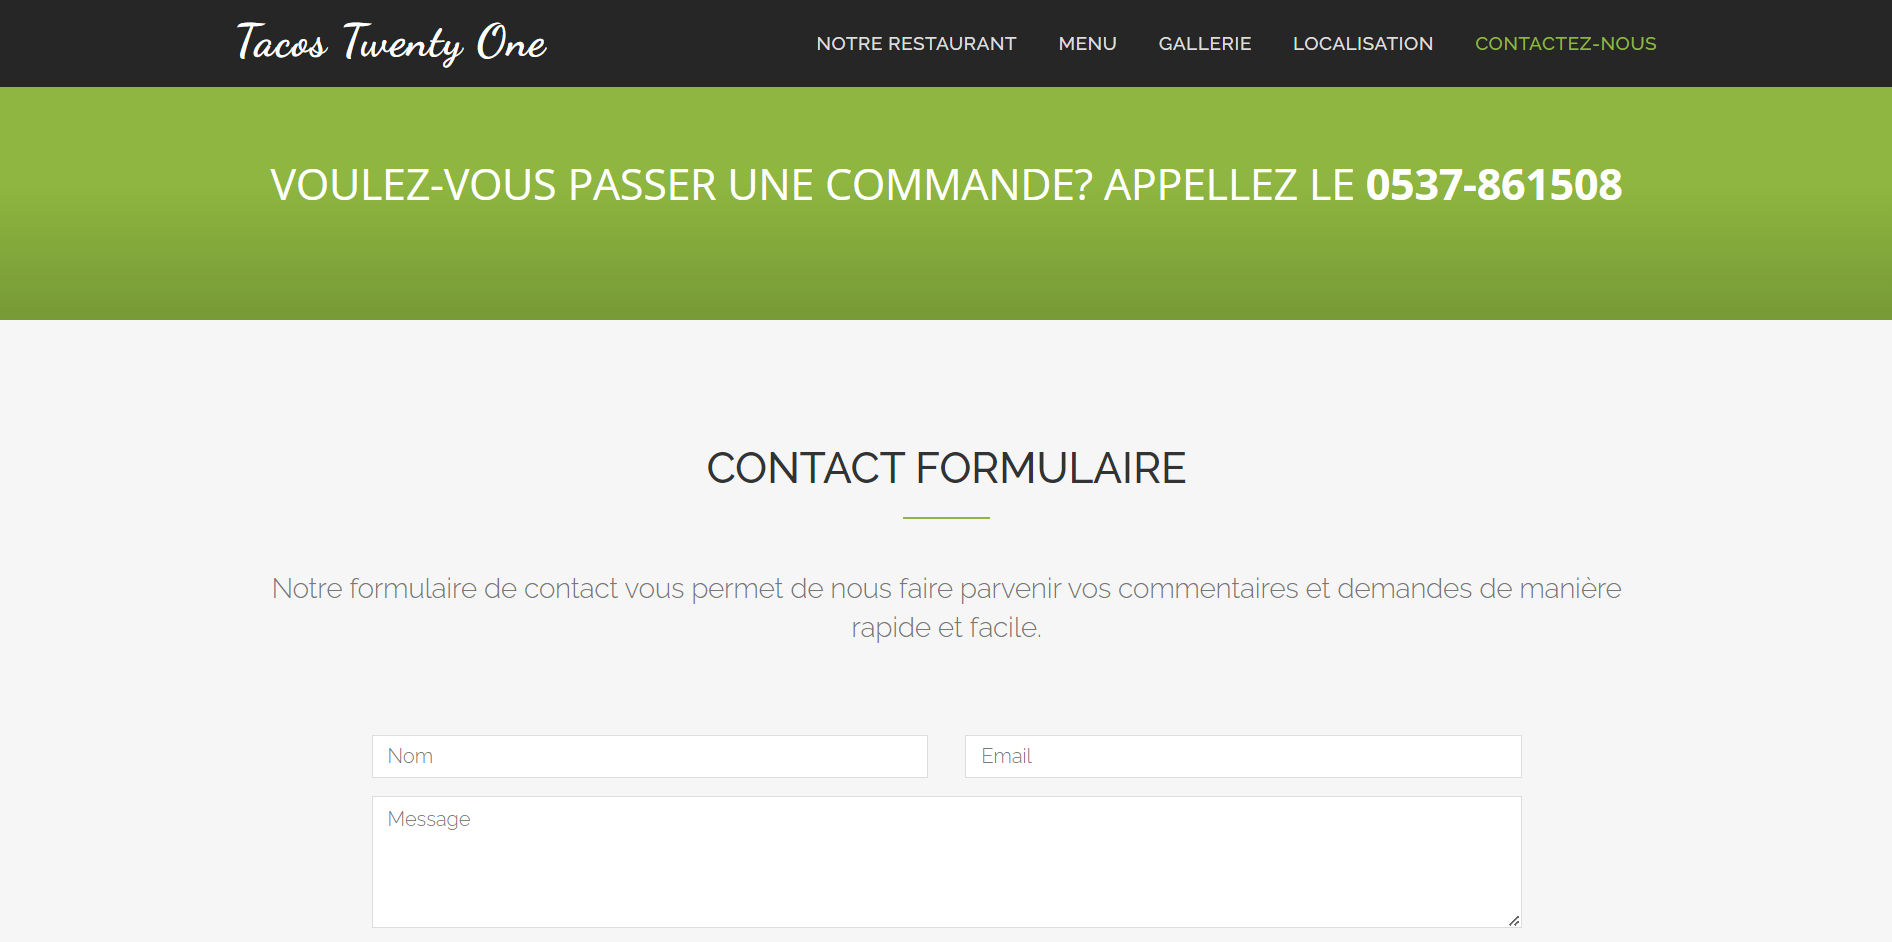 Tacos Twenty One
NOTRE RESTAURANT MENU GALLERIE LOCALISATION CONTACTEZ-NOUS
VOULEZ-VOUS PASSER UNE COMMANDE? APPELLEZ LE 0537-861508
CONTACT FORMULAIRE
Notre formulaire de contact vous permet de nous faire parvenir vos commentaires et demandes de manière
rapide et facile.
Nom
Email
Message